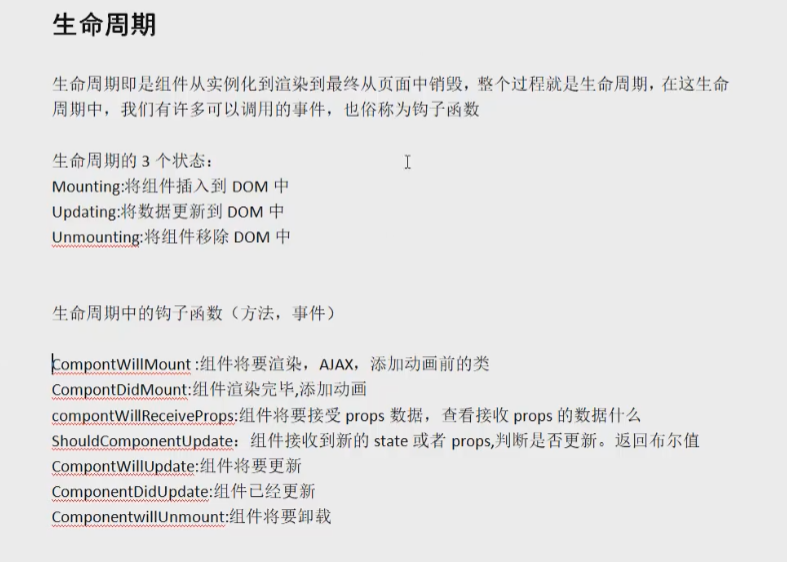 生命周期
生命周期即是组件从实例化到渲染到最终从页面中销毁，整个过程就是生命周期，在这生命
周期中，我们有许多可以调用的事件，也俗称为钩子函数
生命周期的 3 个状态：
Mounting:将组件插入到 DOM 中
Updating:将数据更新到 DOM 中
Unmounting:将组件移除 DOM 中
生命周期中的钩子函数（方法，事件）
CompontWillMount :组件将要渲染，AJAX，添加动画前的类
CompontDidMount:组件渲染完毕,添加动画
compontWillReceiveProps:组件将要接受 props 数据，查看接收 props 的数据什么
ShouldComponentUpdate：组件接收到新的 state 或者 props,判断是否更新。返回布尔值
CompontWillUpdate:组件将要更新
ComponentDidUpdate:组件已经更新
ComponentwillUnmount:组件将要卸载